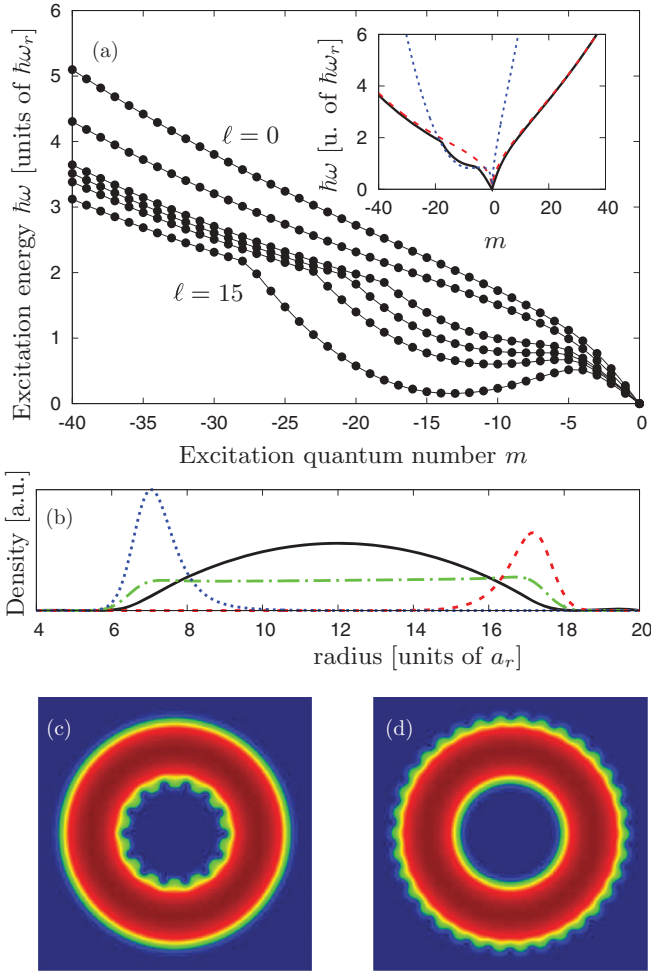 6
5
4
3
2
1
0
Excitation energy ℏω [units of ℏω_r]
(a)
ℓ = 0
ℓ = 15
-40 -35 -30 -25 -20 -15 -10 -5 0
Excitation quantum number m
6
4
2
0
ℏω [u. of ℏω_r]
-40 -20 0 20 40
m
Density [a.u.]
(b)
4 6 8 10 12 14 16 18 20
radius [units of a_r]
(c)
(d)